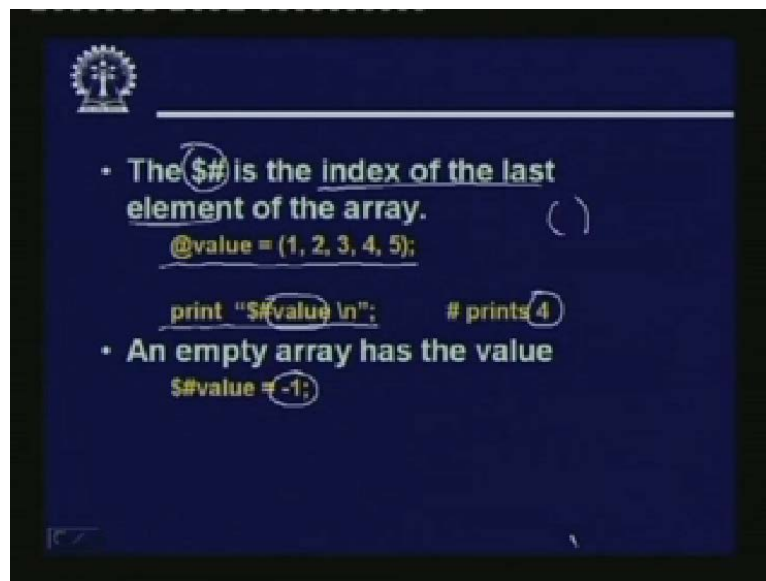 • The $# is the index of the last
element of the array.
@value = (1, 2, 3, 4, 5);
()
print "$#value \n"; # prints 4
• An empty array has the value
$#value = -1;